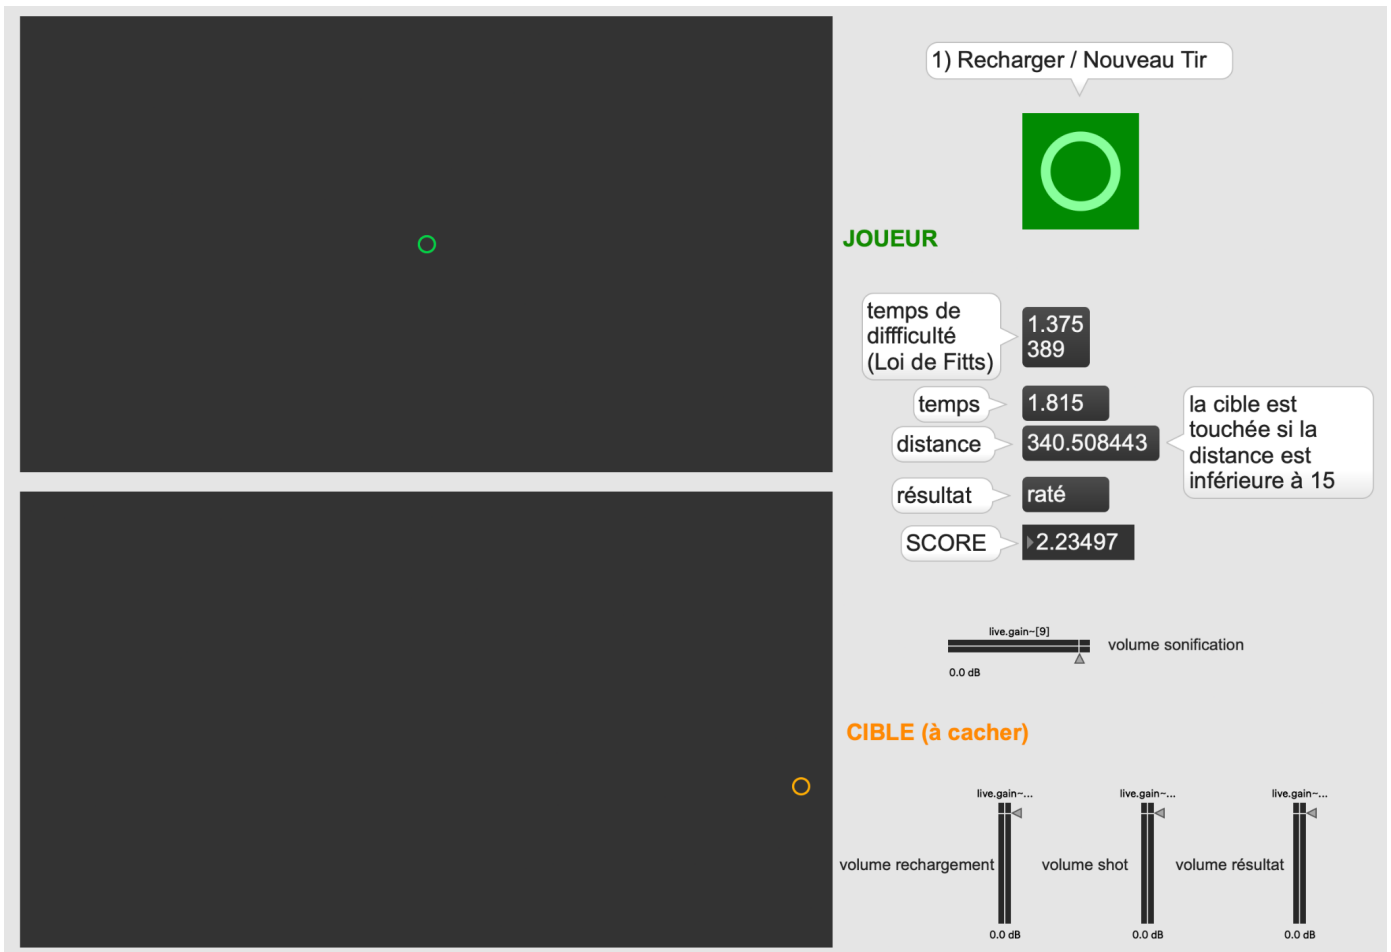 1) Recharger / Nouveau Tir
JOUEUR
temps de
diffficulté
(Loi de Fitts)
1.375
389
temps
1.815
distance
340.508443
la cible est
touchée si la
distance est
inférieure à 15
résultat
raté
SCORE
2.23497
live.gain~[9]
volume sonification
0.0 dB
CIBLE (à cacher)
live.gain~...
live.gain~...
live.gain~...
volume rechargement
volume shot
volume résultat
0.0 dB
0.0 dB
0.0 dB